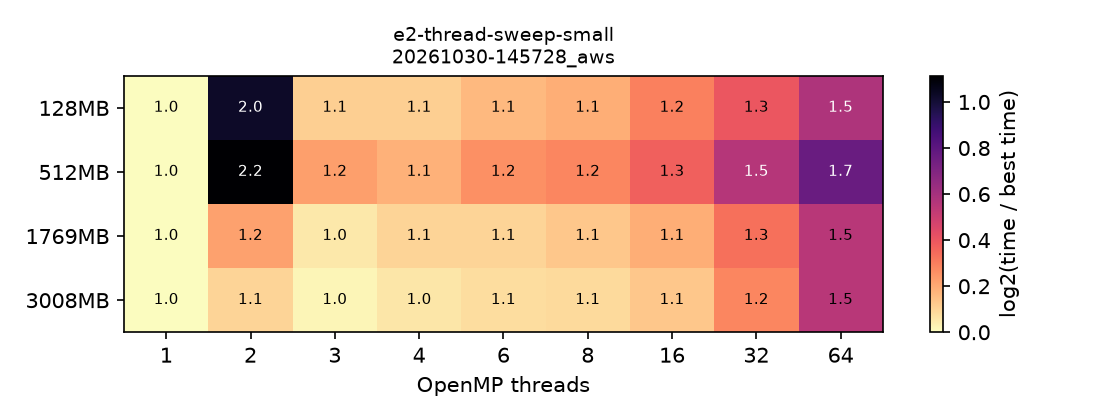 e2-thread-sweep-small
20261030-145728_aws
128MB 1.0 2.0 1.1 1.1 1.1 1.1 1.2 1.3 1.5
512MB 1.0 2.2 1.2 1.1 1.2 1.2 1.3 1.5 1.7
1769MB 1.0 1.2 1.0 1.1 1.1 1.1 1.1 1.3 1.5
3008MB 1.0 1.1 1.0 1.0 1.1 1.1 1.1 1.2 1.5
1 2 3 4 6 8 16 32 64
OpenMP threads
1.0
0.8
0.6
0.4
0.2
0.0
log2(time / best time)